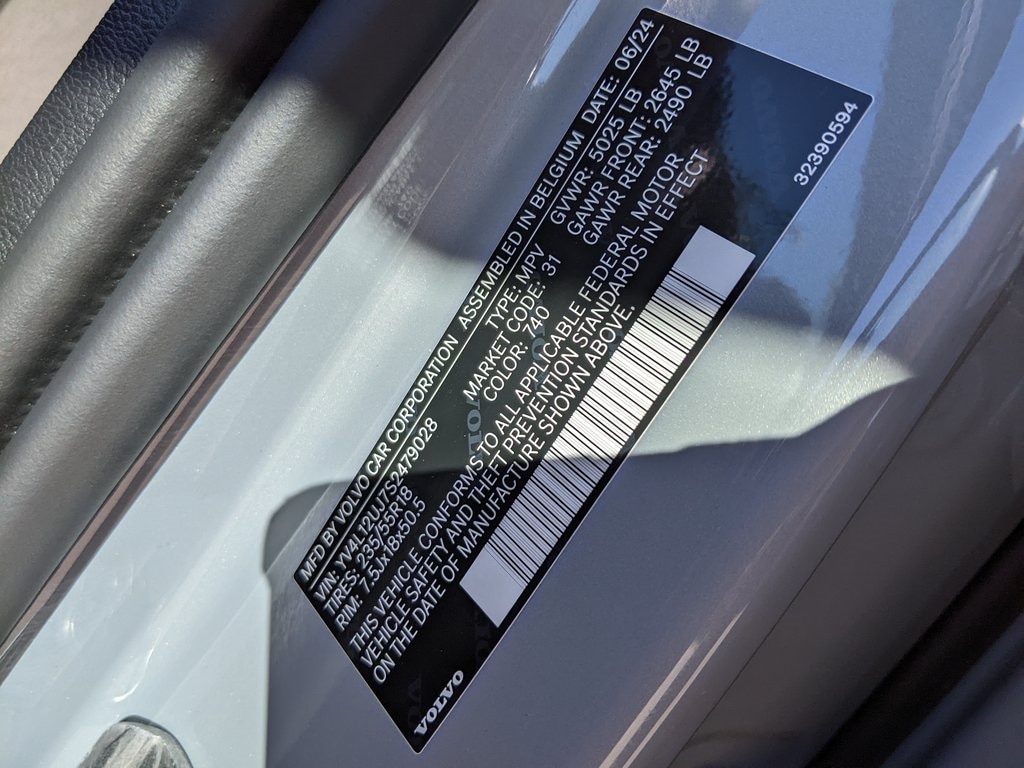 MFD BY VOLVO CAR CORPORATION ASSEMBLED IN BELGIUM DATE: 06/24
VIN: YV4L12UV7S2479028 TYPE: MPV GVWR: 5025 LB
TIRES: 235/55R18 MARKET CODE: 31 GAWR FRONT: 2645 LB
RIM: 7.5Jx18x50.5 COLOR: 740 GAWR REAR: 2490 LB
THIS VEHICLE CONFORMS TO ALL APPLICABLE FEDERAL MOTOR
VEHICLE SAFETY AND THEFT PREVENTION STANDARDS IN EFFECT
ON THE DATE OF MANUFACTURE SHOWN ABOVE.
VOLVO
32390594